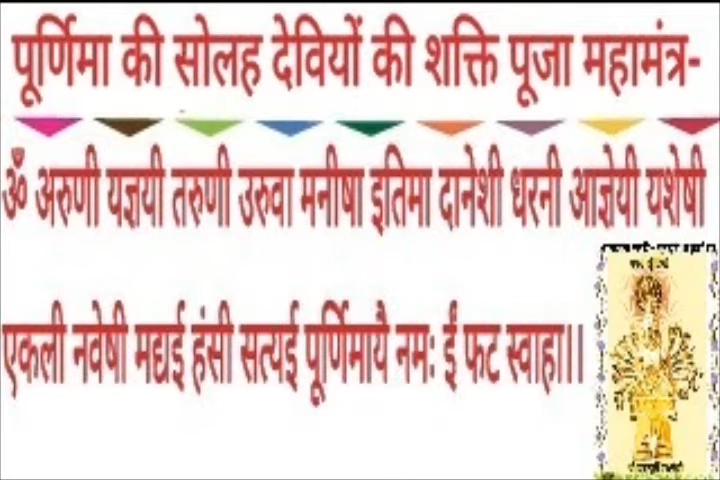 पूर्णिमा की सोलह देवियों की शक्ति पूजा महामंत्र-
ॐ अरुणी यज्ञयी तरुणी उरुवा मनीषा इतिमा दानेशी धरनी आज्ञेयी यशेषी
एकली नवेषी मद्यई हंसी सत्यई पूर्णिमायै नमः ईं फट स्वाहा।।